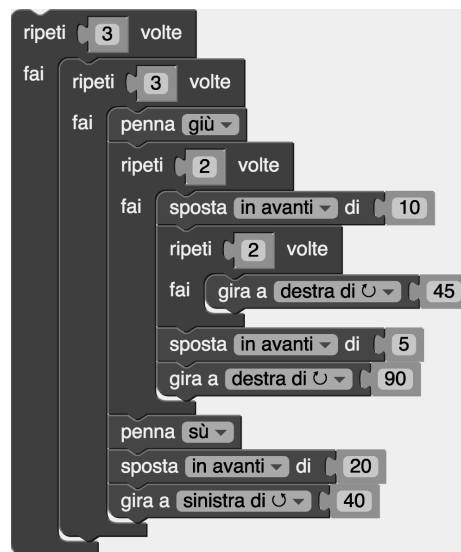 ripeti 3 volte
fai ripeti 3 volte
fai penna giù
ripeti 2 volte
fai sposta in avanti di 10
ripeti 2 volte
fai gira a destra di ↻ 45
sposta in avanti di 5
gira a destra di ↻ 90
penna sù
sposta in avanti di 20
gira a sinistra di ↺ 40